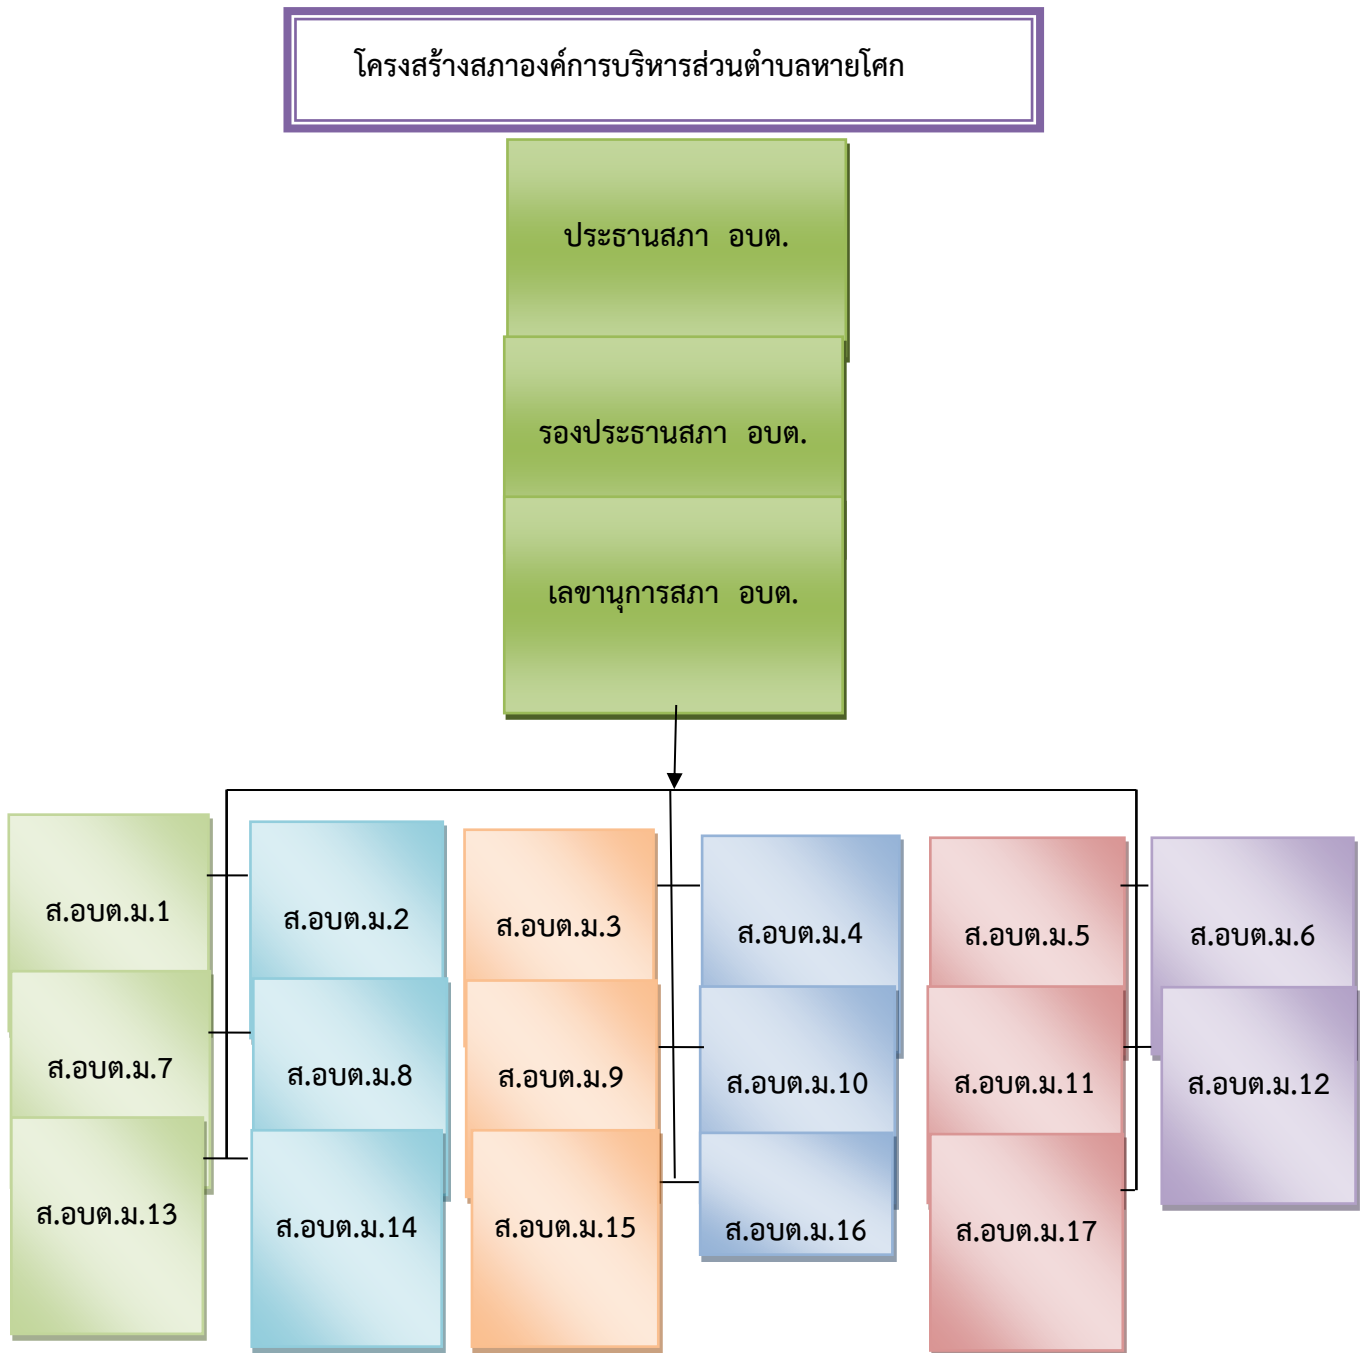 โครงสร้างสภาองค์การบริหารส่วนตำบลหายโศก
ประธานสภา อบต.
รองประธานสภา อบต.
เลขานุการสภา อบต.
ส.อบต.ม.1
ส.อบต.ม.2
ส.อบต.ม.3
ส.อบต.ม.4
ส.อบต.ม.5
ส.อบต.ม.6
ส.อบต.ม.7
ส.อบต.ม.8
ส.อบต.ม.9
ส.อบต.ม.10
ส.อบต.ม.11
ส.อบต.ม.12
ส.อบต.ม.13
ส.อบต.ม.14
ส.อบต.ม.15
ส.อบต.ม.16
ส.อบต.ม.17